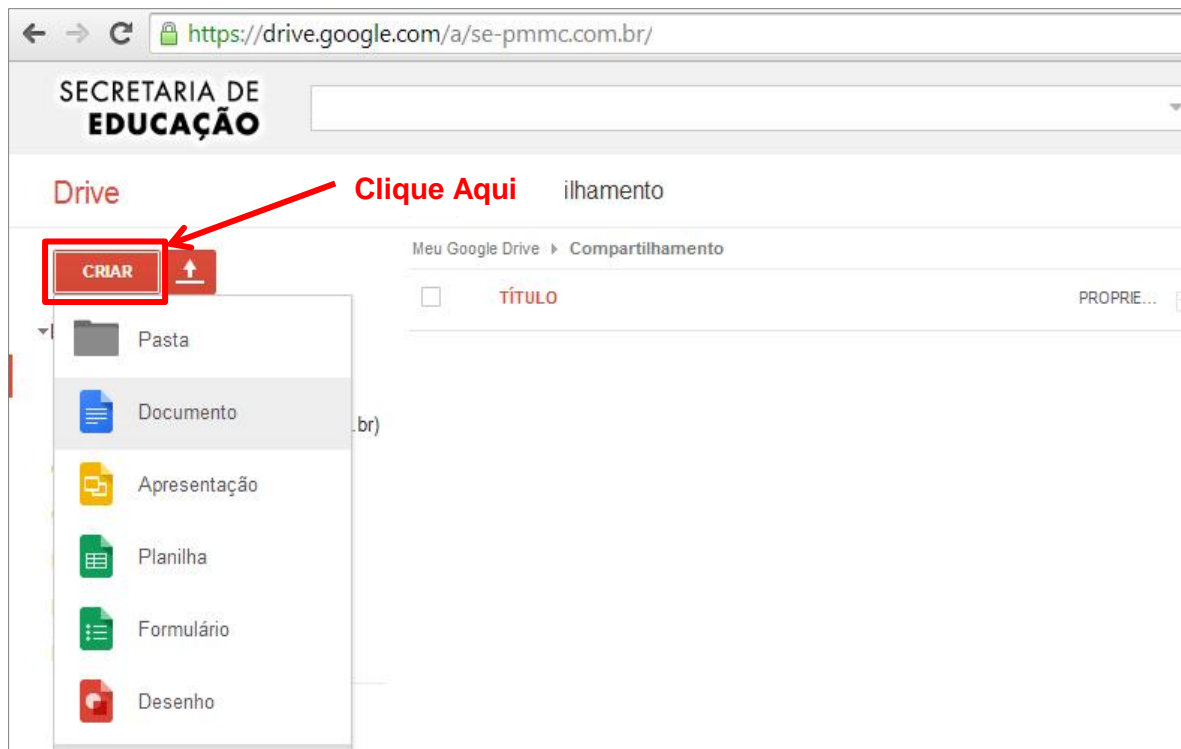 https://drive.google.com/a/se-pmmc.com.br/
SECRETARIA DE
EDUCAÇÃO
Drive
Clique Aqui
ilhamento
CRIAR
Meu Google Drive Compartilhamento
TÍTULO
PROPRIE...
Pasta
Documento
.br)
Apresentação
Planilha
Formulário
Desenho